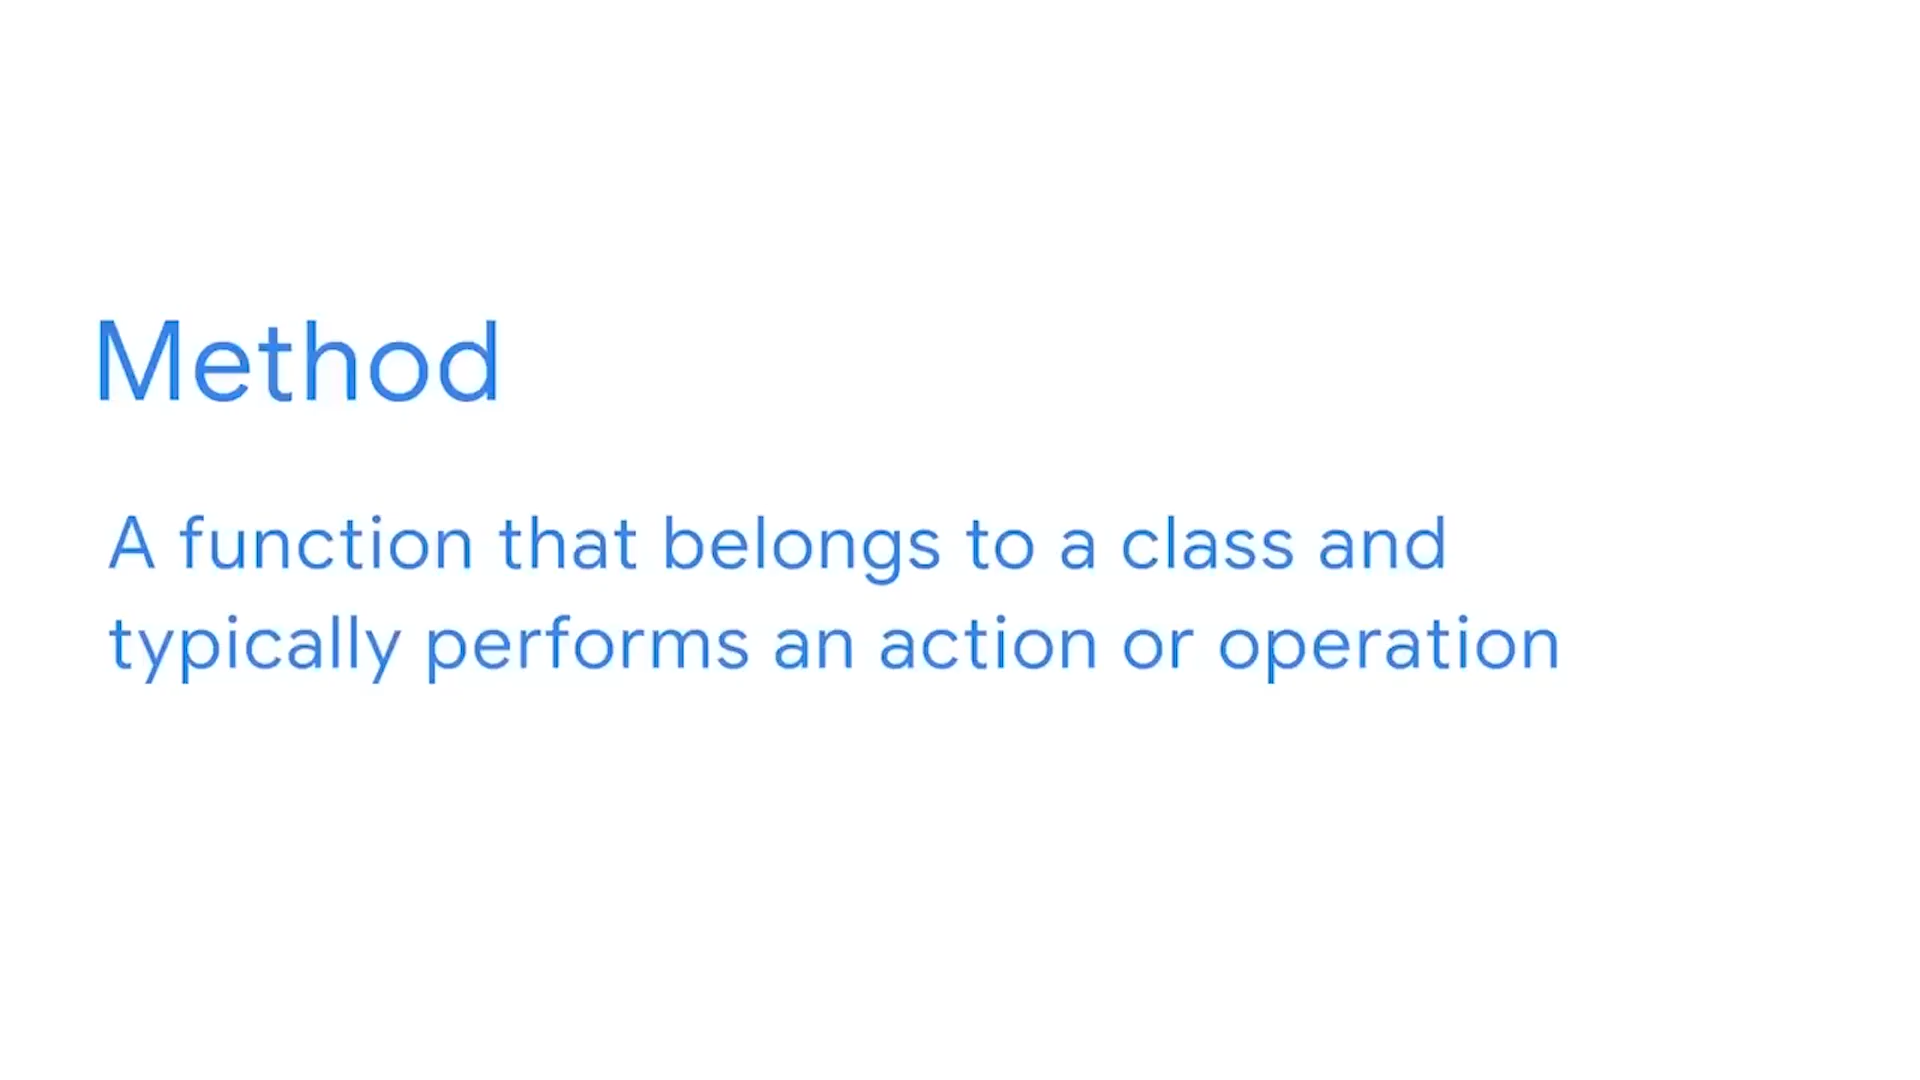 Method
A function that belongs to a class and
typically performs an action or operation